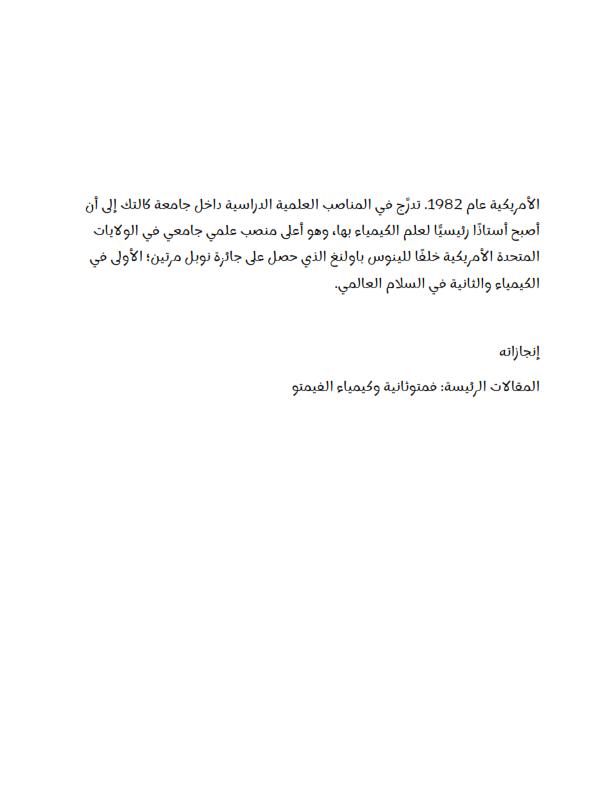 الأمريكية عام 1982. تدرَّج في المناصب العلمية الدراسية داخل جامعة كالتك إلى أن
أصبح أستاذًا رئيسيًا لعلم الكيمياء بها، وهو أعلى منصب علمي جامعي في الولايات
المتحدة الأمريكية خلفًا للينوس باولنغ الذي حصل على جائزة نوبل مرتين؛ الأولى في
الكيمياء والثانية في السلام العالمي.
إنجازاته
المقالات الرئيسة: فمتوثانية وكيمياء الفيمتو